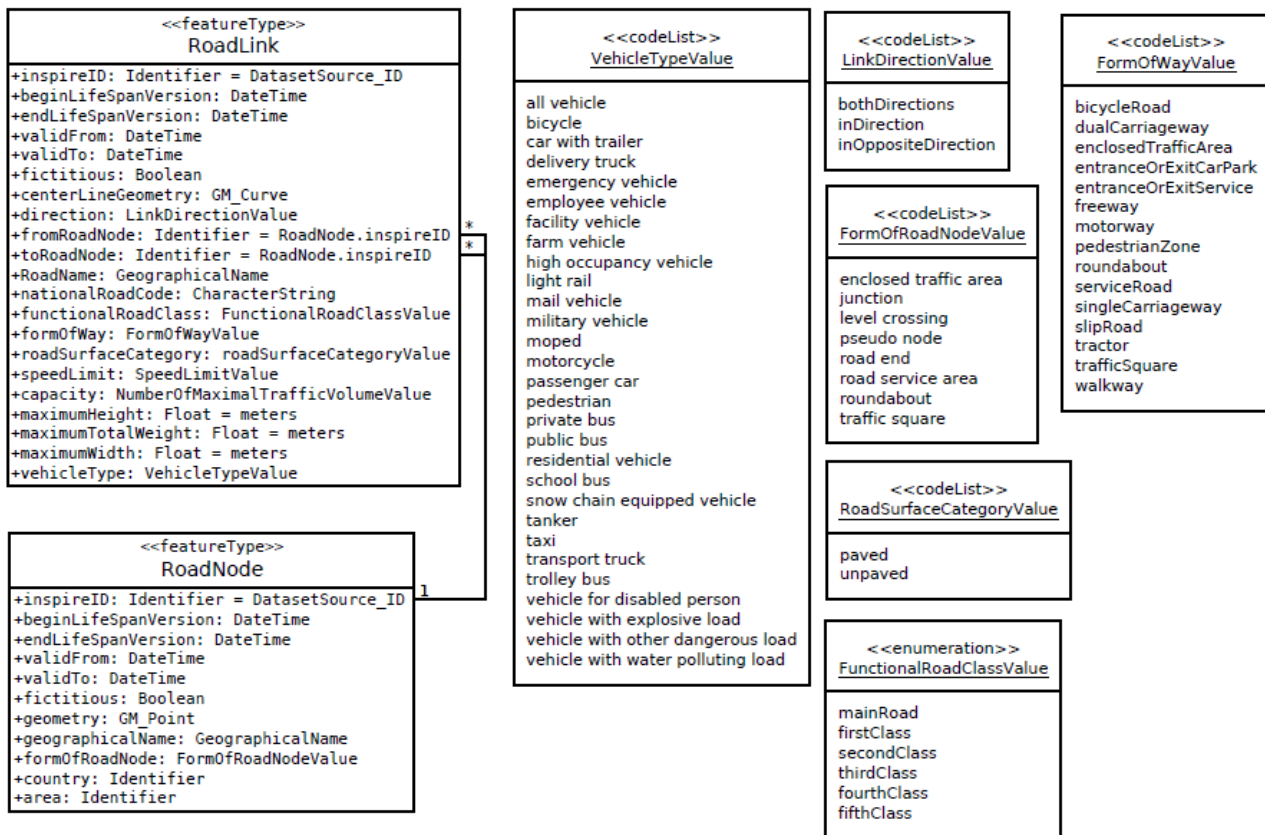 <<featureType>>
RoadLink
+inspireID: Identifier = DatasetSource_ID
+beginLifeSpanVersion: DateTime
+endLifeSpanVersion: DateTime
+validFrom: DateTime
+validTo: DateTime
+fictitious: Boolean
+centerLineGeometry: GM_Curve
+direction: LinkDirectionValue
+fromRoadNode: Identifier = RoadNode.inspireID
*
+toRoadNode: Identifier = RoadNode.inspireID
*
+RoadName: GeographicalName
+nationalRoadCode: CharacterString
+functionalRoadClass: FunctionalRoadClassValue
+formOfWay: FormOfWayValue
+roadSurfaceCategory: roadSurfaceCategoryValue
+speedLimit: SpeedLimitValue
+capacity: NumberOfMaximalTrafficVolumeValue
+maximumHeight: Float = meters
+maximumTotalWeight: Float = meters
+maximumWidth: Float = meters
+vehicleType: VehicleTypeValue
<<featureType>>
RoadNode
+inspireID: Identifier = DatasetSource_ID
1
+beginLifeSpanVersion: DateTime
+endLifeSpanVersion: DateTime
+validFrom: DateTime
+validTo: DateTime
+fictitious: Boolean
+geometry: GM_Point
+geographicalName: GeographicalName
+formOfRoadNode: FormOfRoadNodeValue
+country: Identifier
+area: Identifier
<<codeList>>
VehicleTypeValue
all vehicle
bicycle
car with trailer
delivery truck
emergency vehicle
employee vehicle
facility vehicle
farm vehicle
high occupancy vehicle
light rail
mail vehicle
military vehicle
moped
motorcycle
passenger car
pedestrian
private bus
public bus
residential vehicle
school bus
snow chain equipped vehicle
tanker
taxi
transport truck
trolley bus
vehicle for disabled person
vehicle with explosive load
vehicle with other dangerous load
vehicle with water polluting load
<<codeList>>
LinkDirectionValue
bothDirections
inDirection
inOppositeDirection
<<codeList>>
FormOfRoadNodeValue
enclosed traffic area
junction
level crossing
pseudo node
road end
road service area
roundabout
traffic square
<<codeList>>
RoadSurfaceCategoryValue
paved
unpaved
<<enumeration>>
FunctionalRoadClassValue
mainRoad
firstClass
secondClass
thirdClass
fourthClass
fifthClass
<<codeList>>
FormOfWayValue
bicycleRoad
dualCarriageway
enclosedTrafficArea
entranceOrExitCarPark
entranceOrExitService
freeway
motorway
pedestrianZone
roundabout
serviceRoad
singleCarriageway
slipRoad
tractor
trafficSquare
walkway